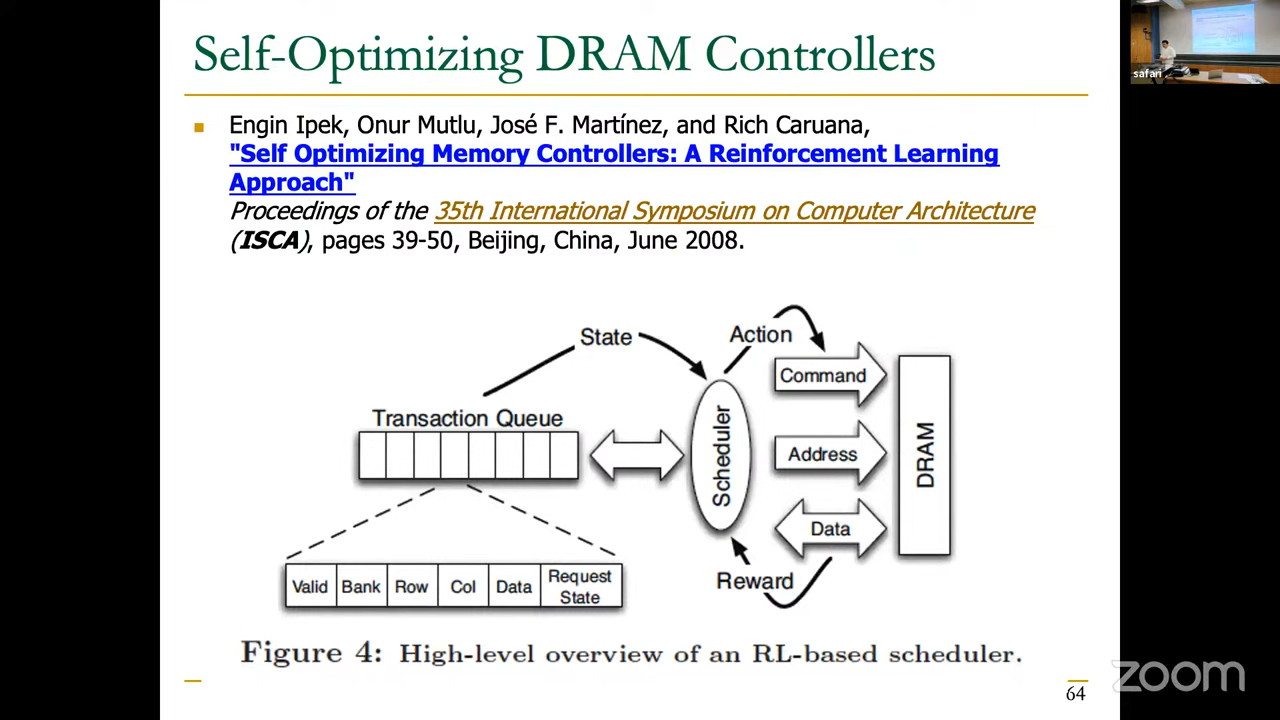 Self-Optimizing DRAM Controllers
safari
Engin Ipek, Onur Mutlu, José F. Martínez, and Rich Caruana,
"Self Optimizing Memory Controllers: A Reinforcement Learning
Approach"
Proceedings of the 35th International Symposium on Computer Architecture
(ISCA), pages 39-50, Beijing, China, June 2008.
State
Action
Command
Transaction Queue
Scheduler
Address
DRAM
Data
Reward
Valid
Bank
Row
Col
Data
Request
State
Figure 4: High-level overview of an RL-based scheduler.
zoom
64